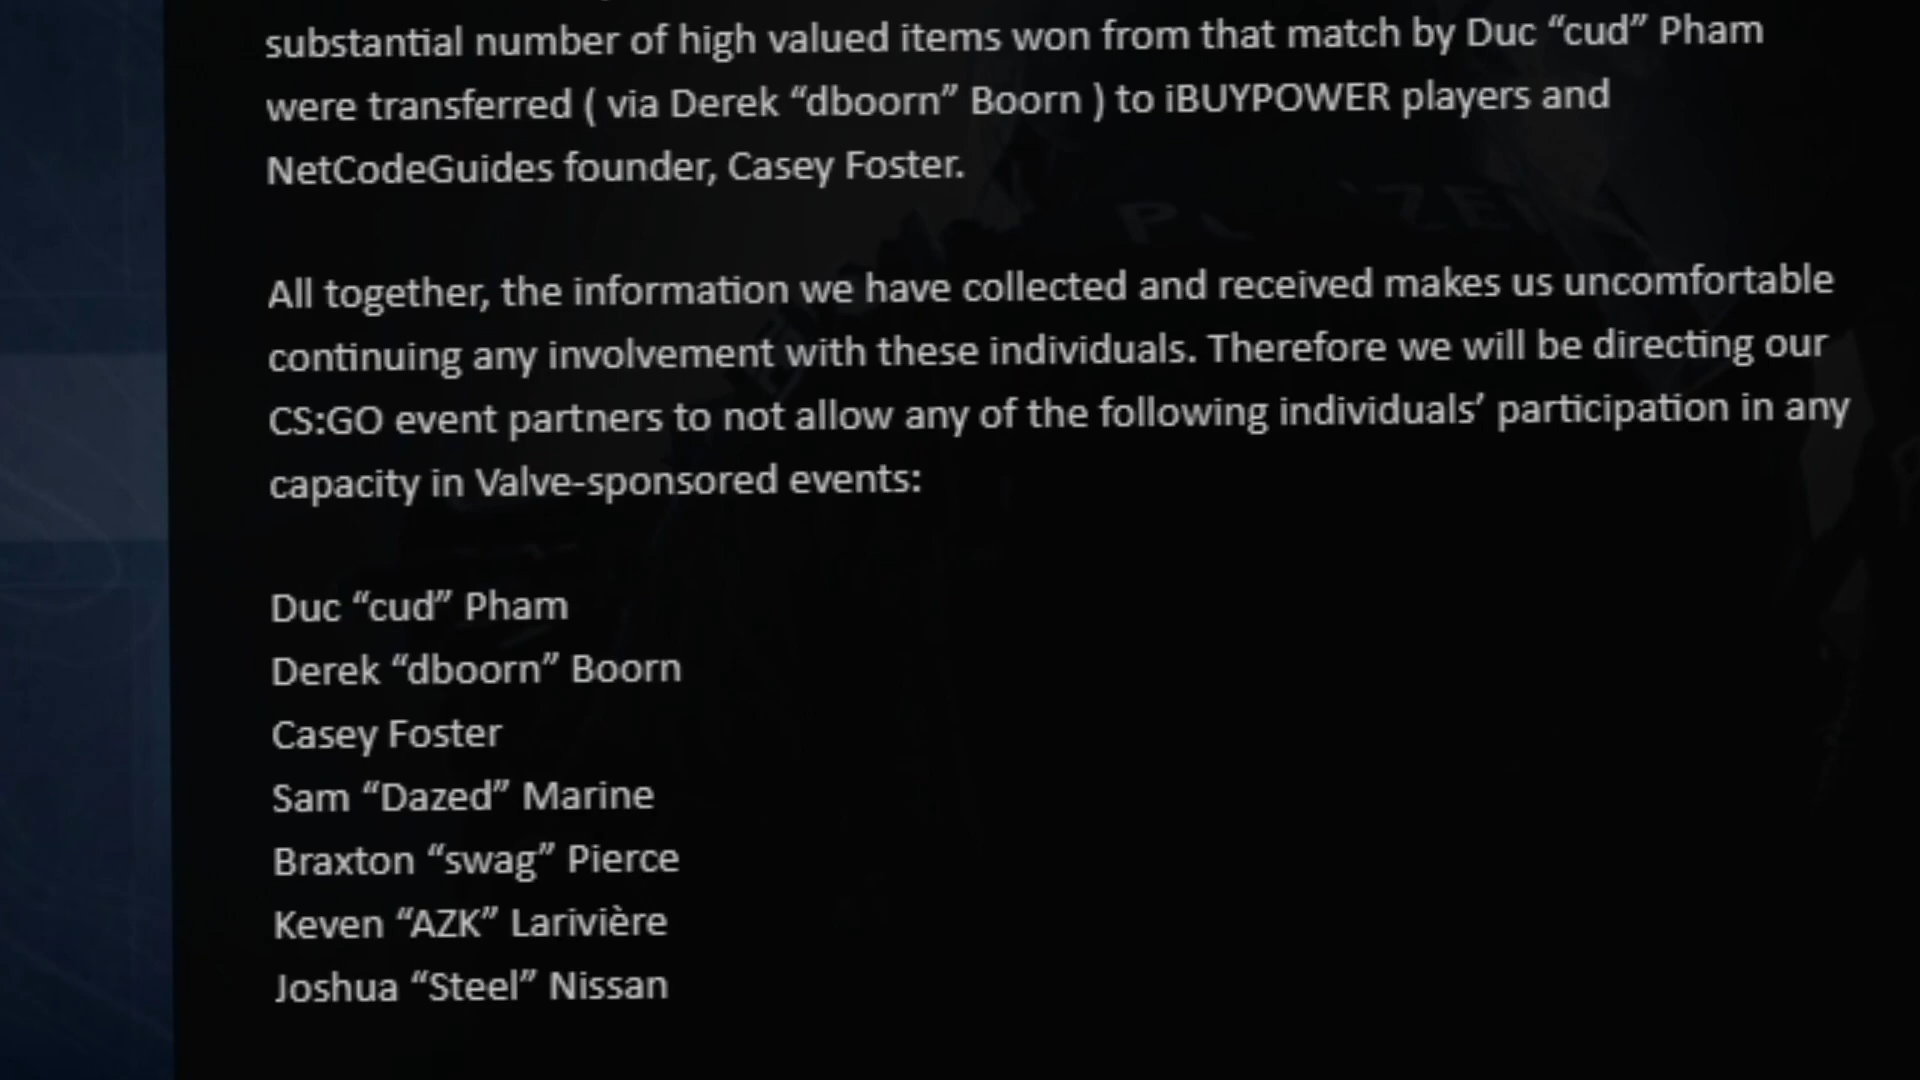 substantial number of high valued items won from that match by Duc “cud” Pham
were transferred ( via Derek “dboorn” Boorn ) to iBUYPOWER players and
NetCodeGuides founder, Casey Foster.
All together, the information we have collected and received makes us uncomfortable
continuing any involvement with these individuals. Therefore we will be directing our
CS:GO event partners to not allow any of the following individuals’ participation in any
capacity in Valve-sponsored events:
Duc “cud” Pham
Derek “dboorn” Boorn
Casey Foster
Sam “Dazed” Marine
Braxton “swag” Pierce
Keven “AZK” Larivière
Joshua “Steel” Nissan